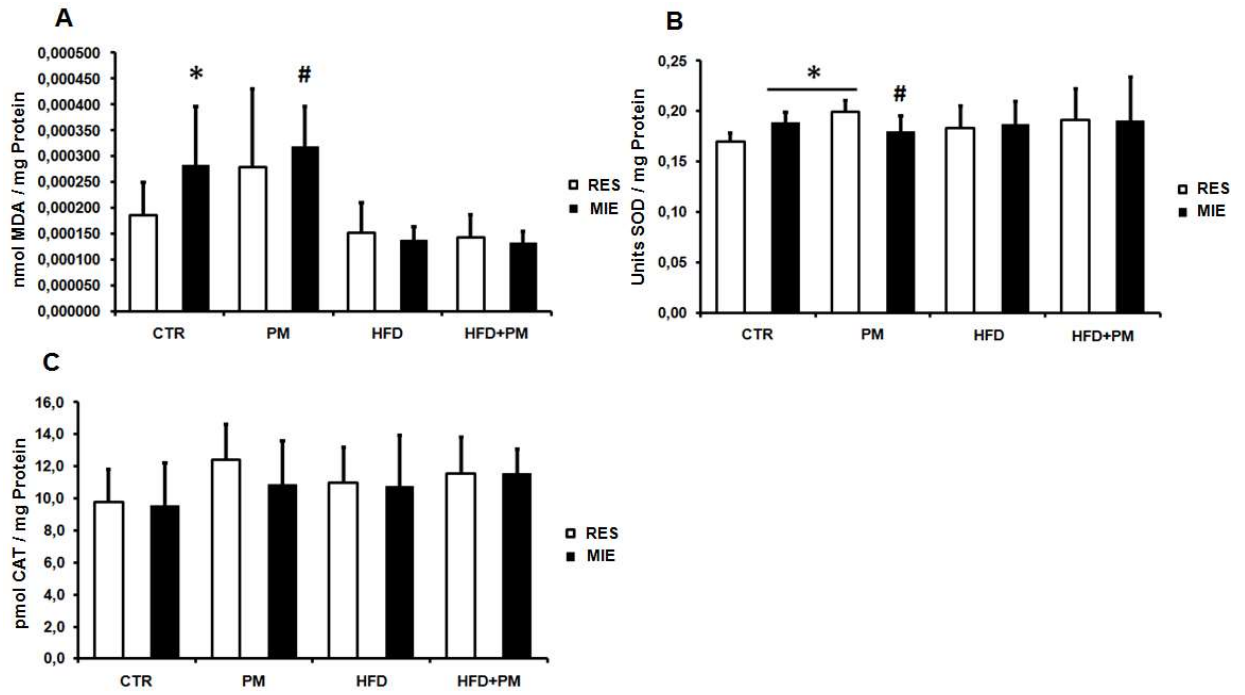 A
nmol MDA / mg Protein
0,000500
0,000450
0,000400
0,000350
0,000300
0,000250
0,000200
0,000150
0,000100
0,000050
0,000000
*
#
CTR
PM
HFD
HFD+PM
RES
MIE
B
Units SOD / mg Protein
0,25
0,20
0,15
0,10
0,05
0,00
*
#
CTR
PM
HFD
HFD+PM
RES
MIE
C
pmol CAT / mg Protein
16,0
14,0
12,0
10,0
8,0
6,0
4,0
2,0
0,0
CTR
PM
HFD
HFD+PM
RES
MIE